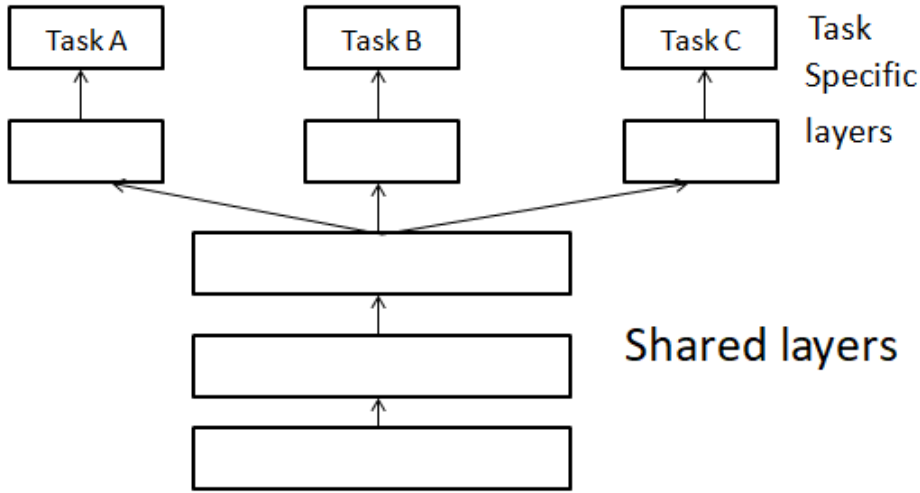 Task A
Task B
Task C
Task
Specific
layers
Shared layers